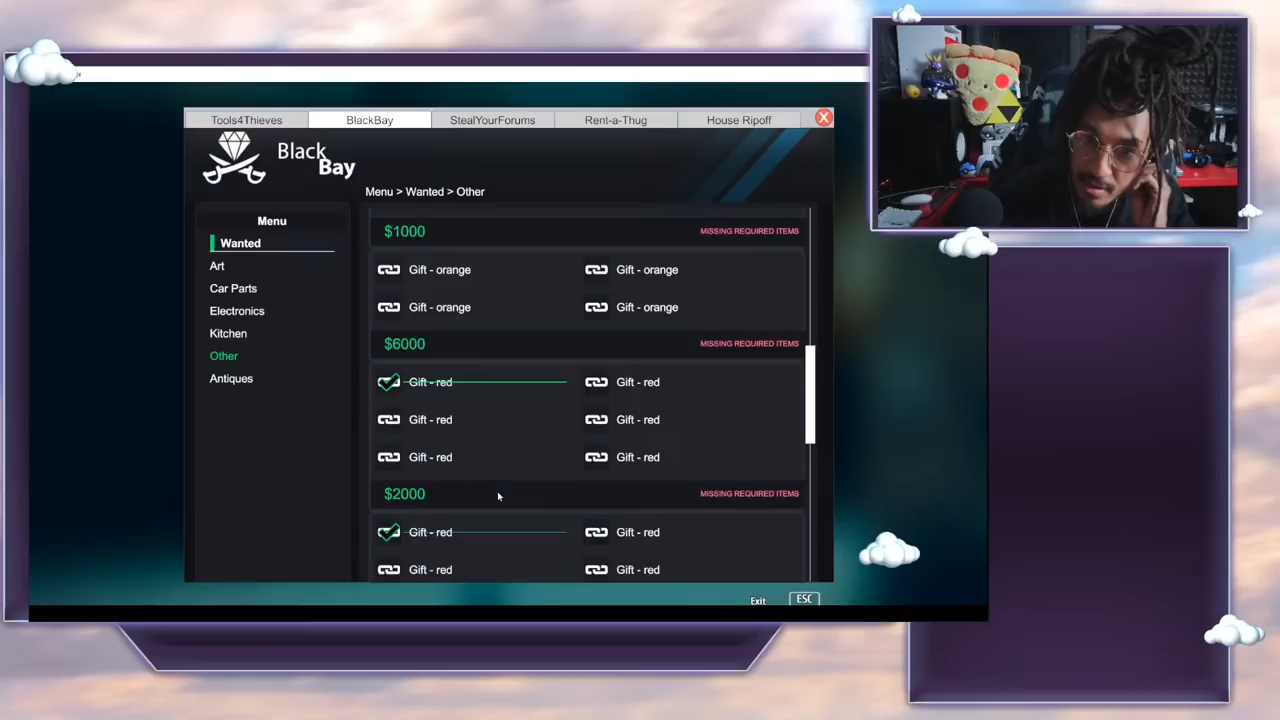 Tools4Thieves BlackBay StealYourForums Rent-a-Thug House Ripoff X
Black
Bay
Menu > Wanted > Other
Menu
Wanted
Art
Car Parts
Electronics
Kitchen
Other
Antiques
$1000 MISSING REQUIRED ITEMS
Gift - orange Gift - orange
Gift - orange Gift - orange
$6000 MISSING REQUIRED ITEMS
Gift - red Gift - red
Gift - red Gift - red
Gift - red Gift - red
$2000 MISSING REQUIRED ITEMS
Gift - red Gift - red
Gift - red Gift - red
Exit ESC